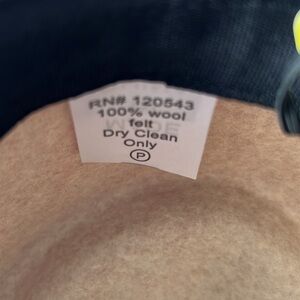 RN# 120543
100% wool
felt
Dry Clean
Only
P